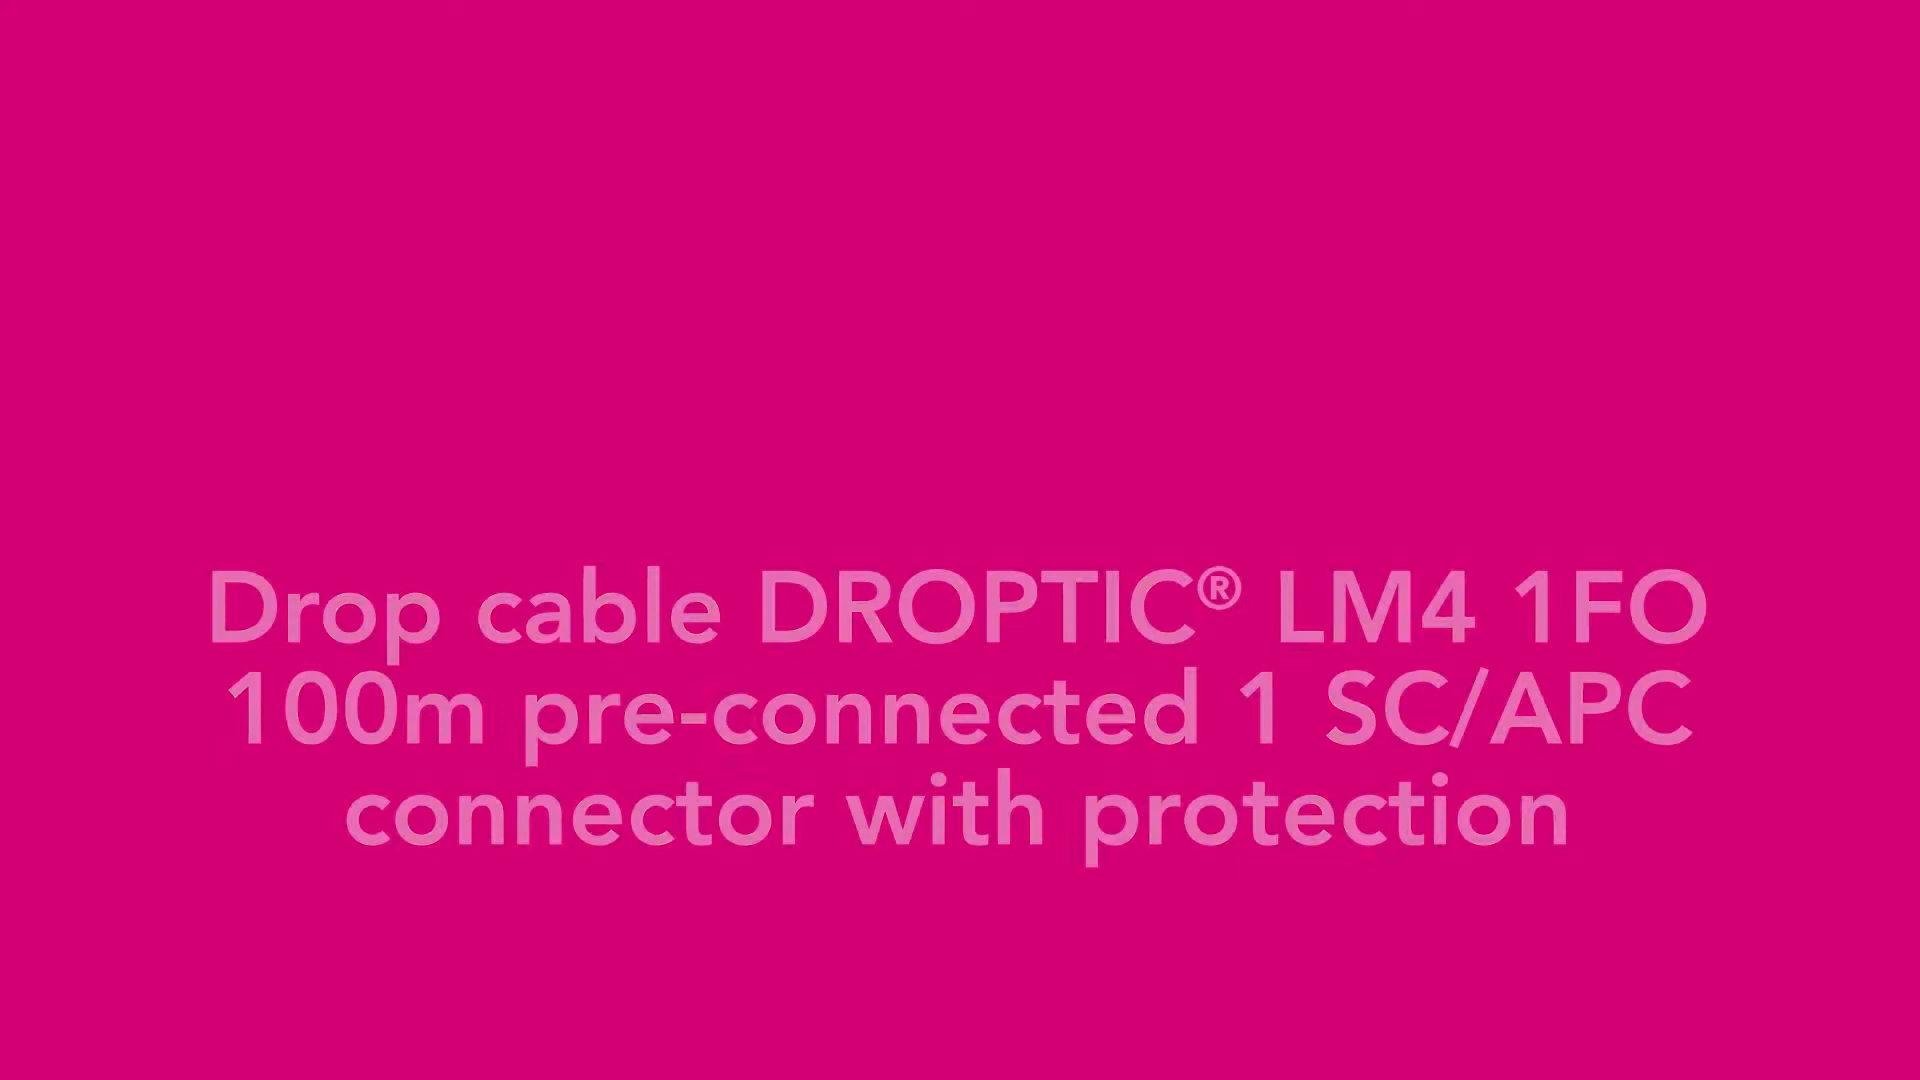 Drop cable DROPTIC® LM4 1FO
100m pre-connected 1 SC/APC
connector with protection